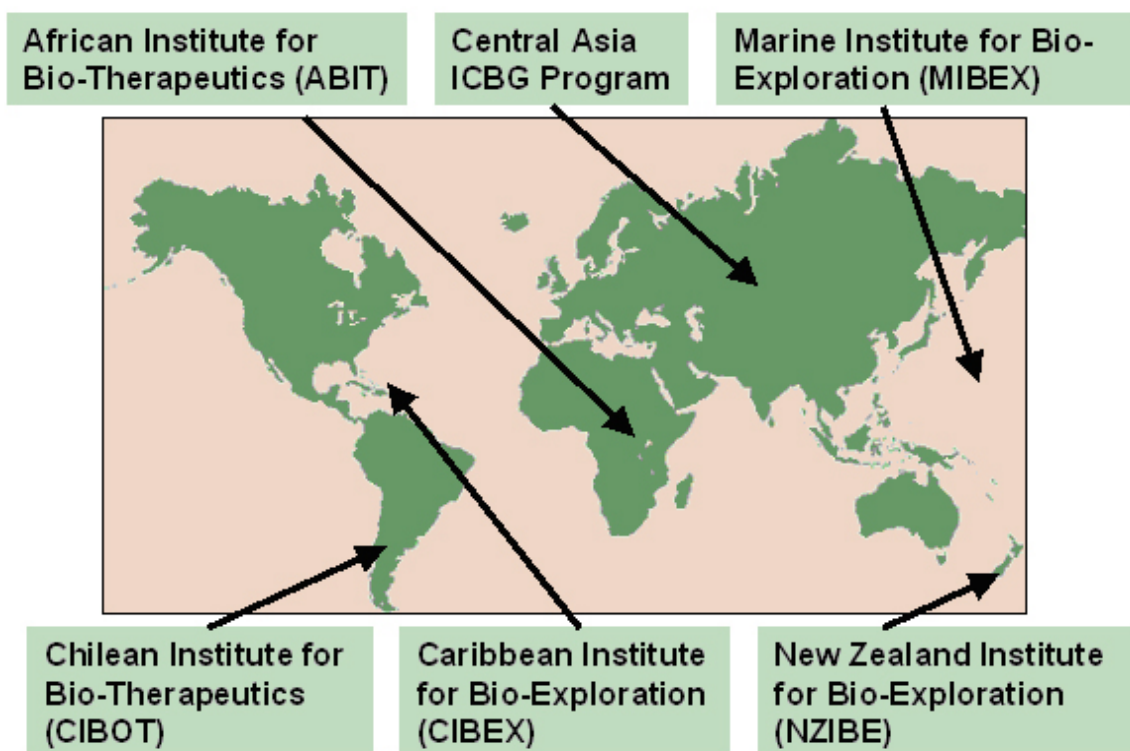 African Institute for
Bio-Therapeutics (ABIT)
Central Asia
ICBG Program
Marine Institute for Bio-
Exploration (MIBEX)
Chilean Institute for
Bio-Therapeutics
(CIBOT)
Caribbean Institute
for Bio-Exploration
(CIBEX)
New Zealand Institute
for Bio-Exploration
(NZIBE)